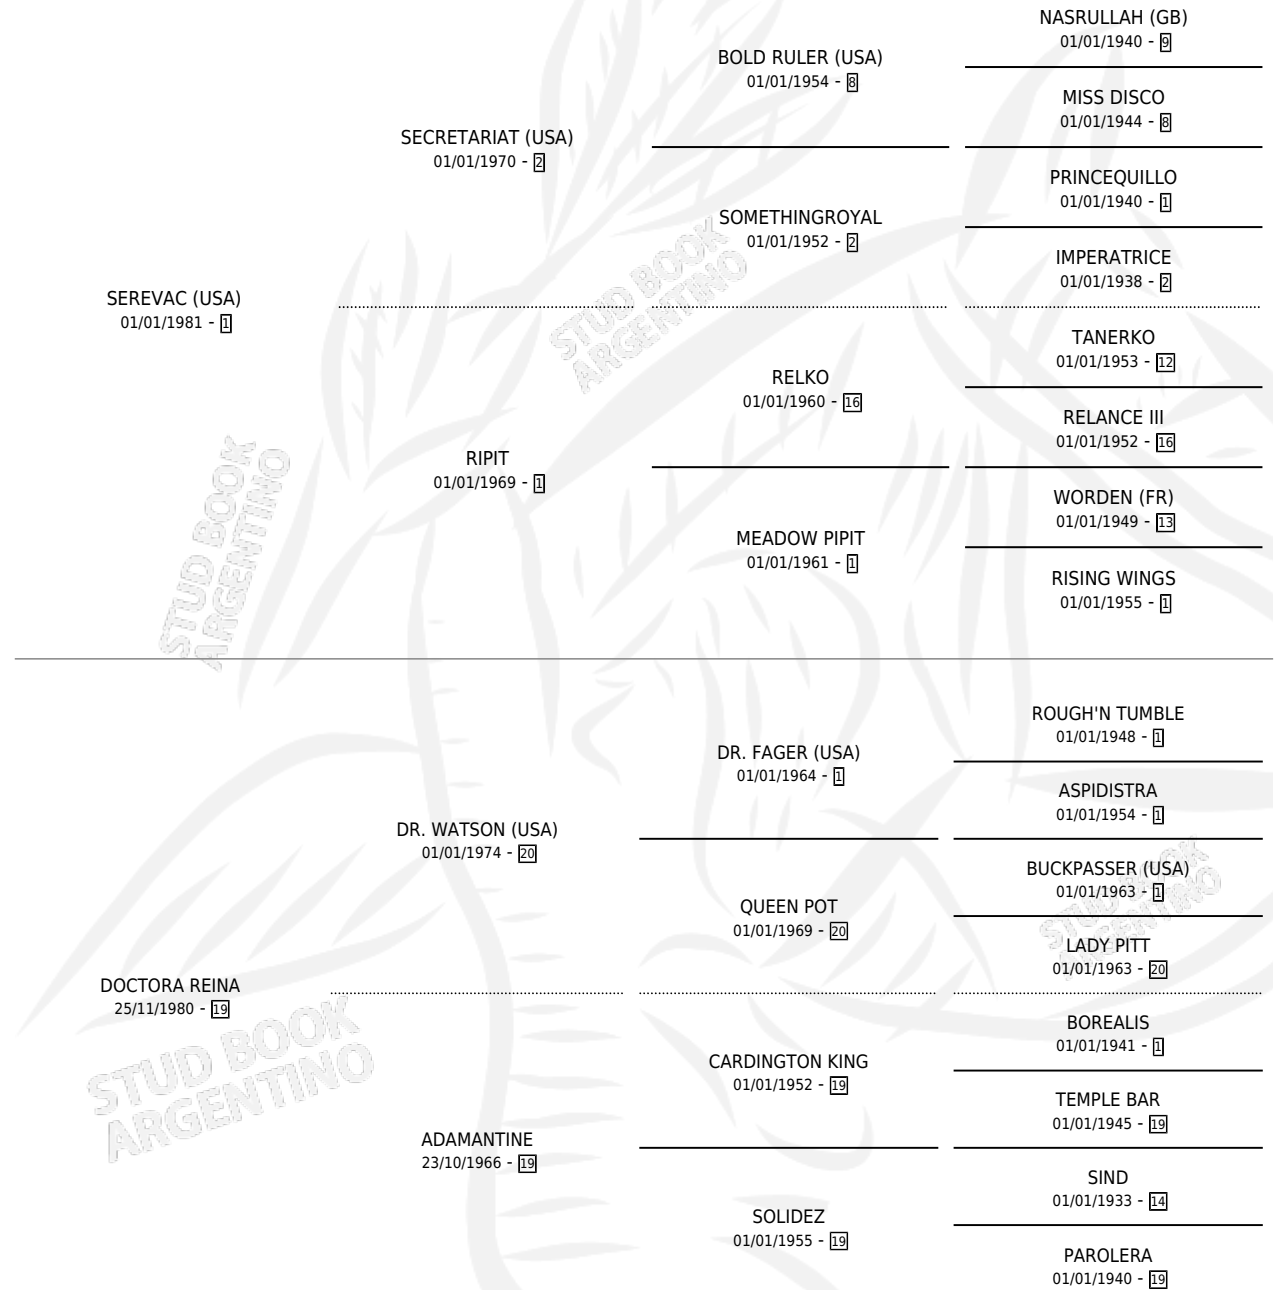 NASRULLAH (GB)
01/01/1940 - 9
BOLD RULER (USA)
01/01/1954 - 8
MISS DISCO
01/01/1944 - 8
SECRETARIAT (USA)
01/01/1970 - 2
PRINCEQUILLO
01/01/1940 - 1
SOMETHINGROYAL
01/01/1952 - 2
IMPERATRICE
01/01/1938 - 2
SEREVAC (USA)
01/01/1981 - 1
STUD BOOK
ARGENTINO
TANERKO
01/01/1953 - 12
RELKO
01/01/1960 - 16
RELANCE III
01/01/1952 - 16
RIPIT
01/01/1969 - 1
WORDEN (FR)
01/01/1949 - 13
MEADOW PIPIT
01/01/1961 - 1
RISING WINGS
01/01/1955 - 1
STUD BOOK
ARGENTINO
ROUGH'N TUMBLE
01/01/1948 - 1
DR. FAGER (USA)
01/01/1964 - 1
ASPIDISTRA
01/01/1954 - 1
DR. WATSON (USA)
01/01/1974 - 20
BUCKPASSER (USA)
01/01/1963 - 1
QUEEN POT
01/01/1969 - 20
LADY PITT
01/01/1963 - 20
STUD BOOK
ARGENTINO
DOCTORA REINA
25/11/1980 - 19
BOREALIS
01/01/1941 - 1
CARDINGTON KING
01/01/1952 - 19
TEMPLE BAR
01/01/1945 - 19
STUD BOOK
ARGENTINO
ADAMANTINE
23/10/1966 - 19
SIND
01/01/1933 - 14
SOLIDEZ
01/01/1955 - 19
PAROLERA
01/01/1940 - 19